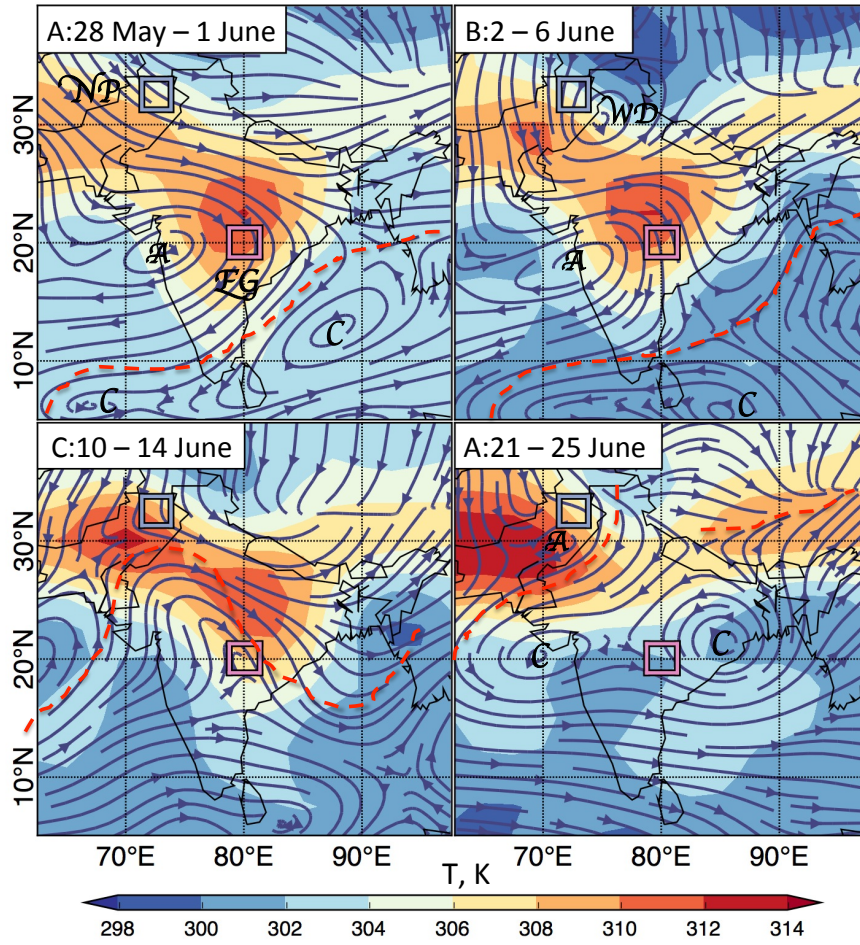 A:28 May – 1 June
B:2 – 6 June
NP
WD
30°N
A
A
20°N
EG
C
10°N
C
C
C:10 – 14 June
A:21 – 25 June
30°N
A
20°N
C
C
10°N
70°E 80°E 90°E 70°E 80°E 90°E
T, K
298 300 302 304 306 308 310 312 314